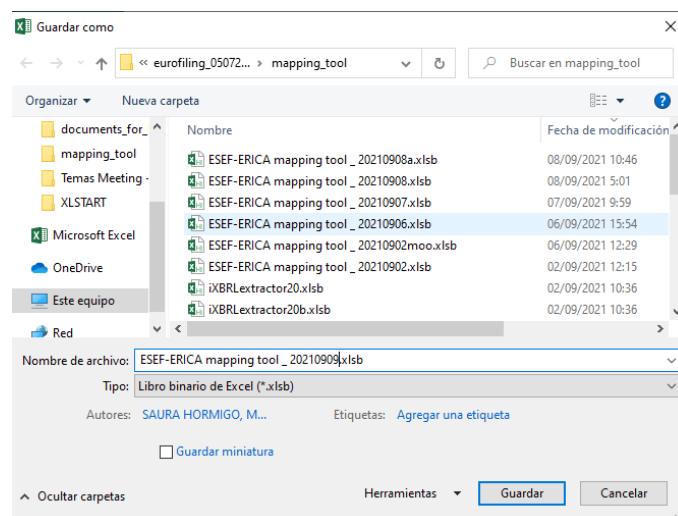 Guardar como
« eurofiling_05072... › mapping_tool
Buscar en mapping_tool
Organizar
Nueva carpeta
Nombre
Fecha de modificación
documents_for_
mapping_tool
Temas Meeting -
XLSTART
Microsoft Excel
OneDrive
Este equipo
Red
ESEF-ERICA mapping tool _ 20210908a.xlsb 08/09/2021 10:46
ESEF-ERICA mapping tool _ 20210908.xlsb 08/09/2021 5:01
ESEF-ERICA mapping tool _ 20210907.xlsb 07/09/2021 9:59
ESEF-ERICA mapping tool _ 20210906.xlsb 06/09/2021 15:54
ESEF-ERICA mapping tool _ 20210902moo.xlsb 06/09/2021 12:29
ESEF-ERICA mapping tool _ 20210902.xlsb 02/09/2021 12:15
iXBRLextractor20.xlsb 02/09/2021 10:36
iXBRLextractor20b.xlsb 02/09/2021 10:36
Nombre de archivo: ESEF-ERICA mapping tool _ 20210909.xlsb
Tipo: Libro binario de Excel (*.xlsb)
Autores: SAURA HORMIGO, M... Etiquetas: Agregar una etiqueta
Guardar miniatura
Ocultar carpetas
Herramientas
Guardar
Cancelar